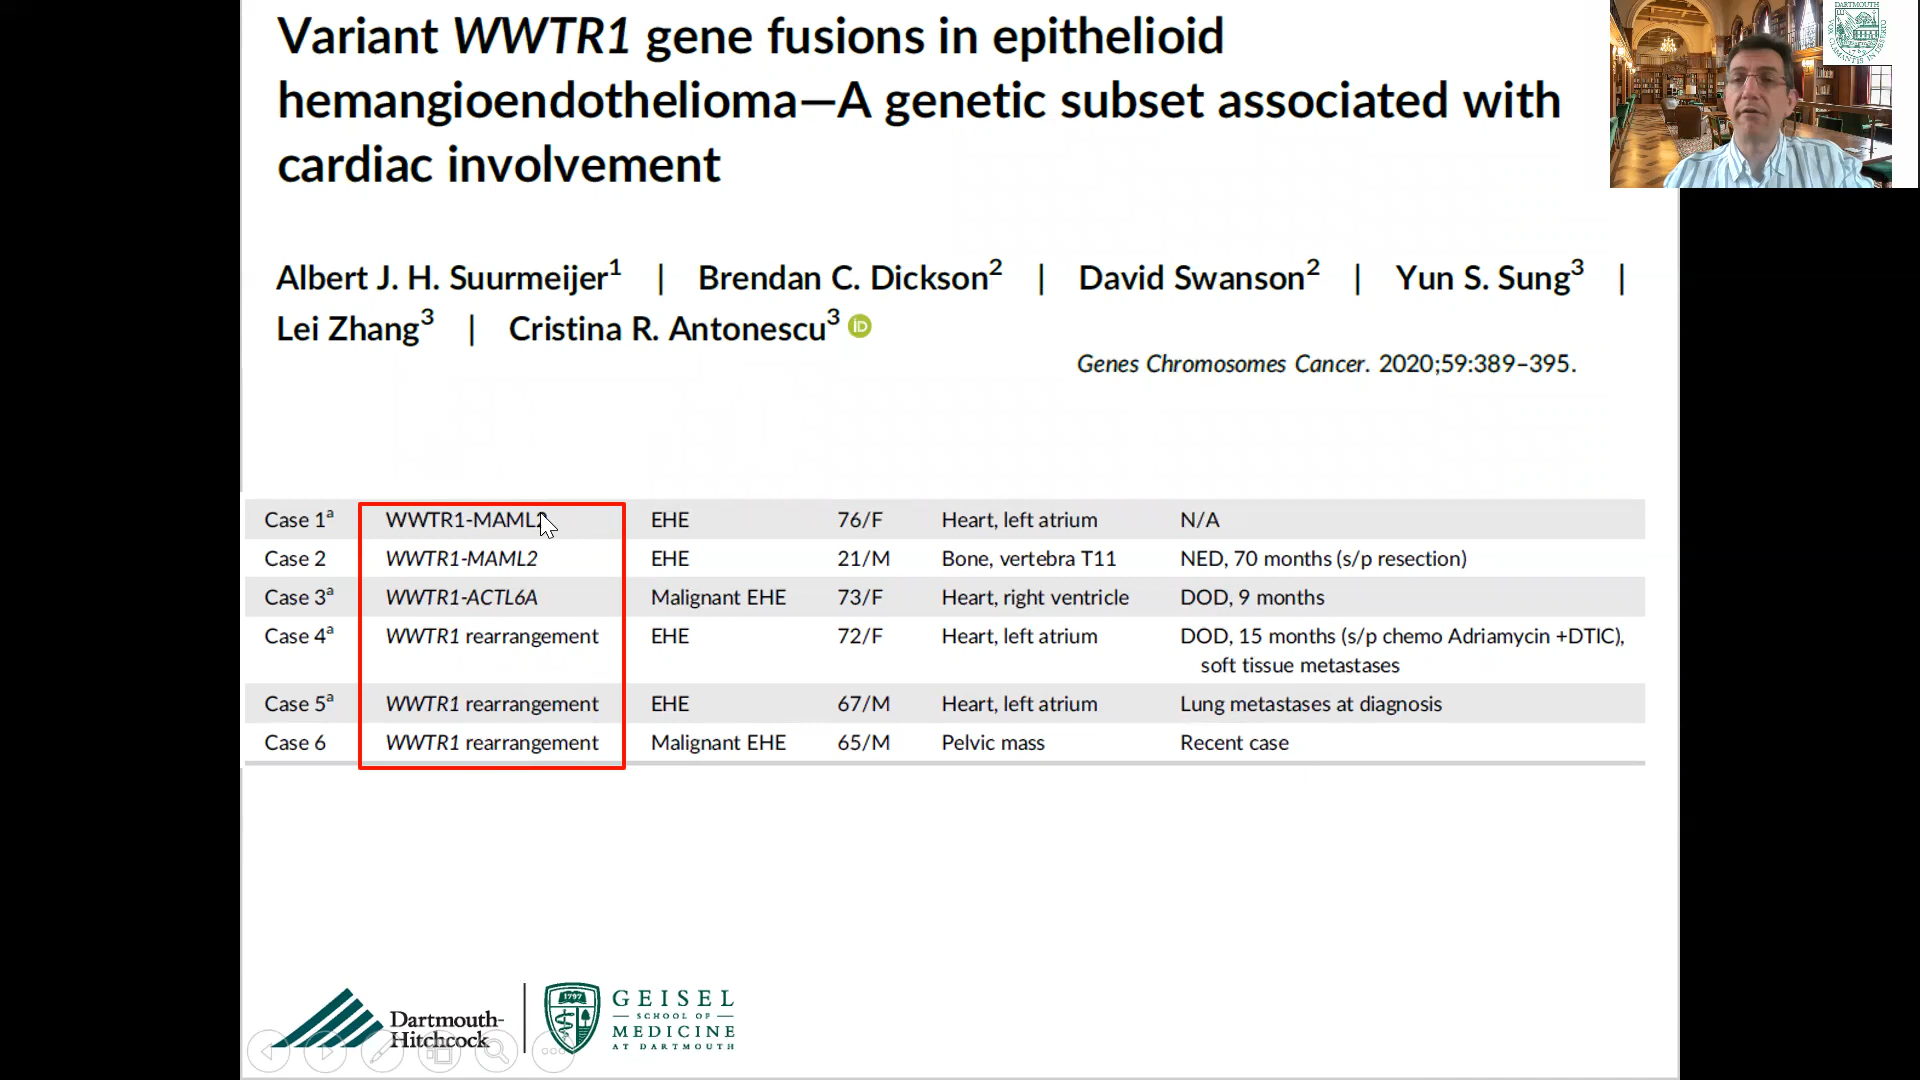 Variant WWTR1 gene fusions in epithelioid
hemangioendothelioma—A genetic subset associated with
cardiac involvement
Albert J. H. Suurmeijer1 | Brendan C. Dickson2 | David Swanson2 | Yun S. Sung3 |
Lei Zhang3 | Cristina R. Antonescu3 iD
Genes Chromosomes Cancer. 2020;59:389–395.
Case 1a WWTR1-MAML2 EHE 76/F Heart, left atrium N/A
Case 2 WWTR1-MAML2 EHE 21/M Bone, vertebra T11 NED, 70 months (s/p resection)
Case 3a WWTR1-ACTL6A Malignant EHE 73/F Heart, right ventricle DOD, 9 months
Case 4a WWTR1 rearrangement EHE 72/F Heart, left atrium DOD, 15 months (s/p chemo Adriamycin +DTIC),
soft tissue metastases
Case 5a WWTR1 rearrangement EHE 67/M Heart, left atrium Lung metastases at diagnosis
Case 6 WWTR1 rearrangement Malignant EHE 65/M Pelvic mass Recent case
Dartmouth-
Hitchcock
1797
GEISEL
SCHOOL OF
MEDICINE
AT DARTMOUTH
DARTMOUTH